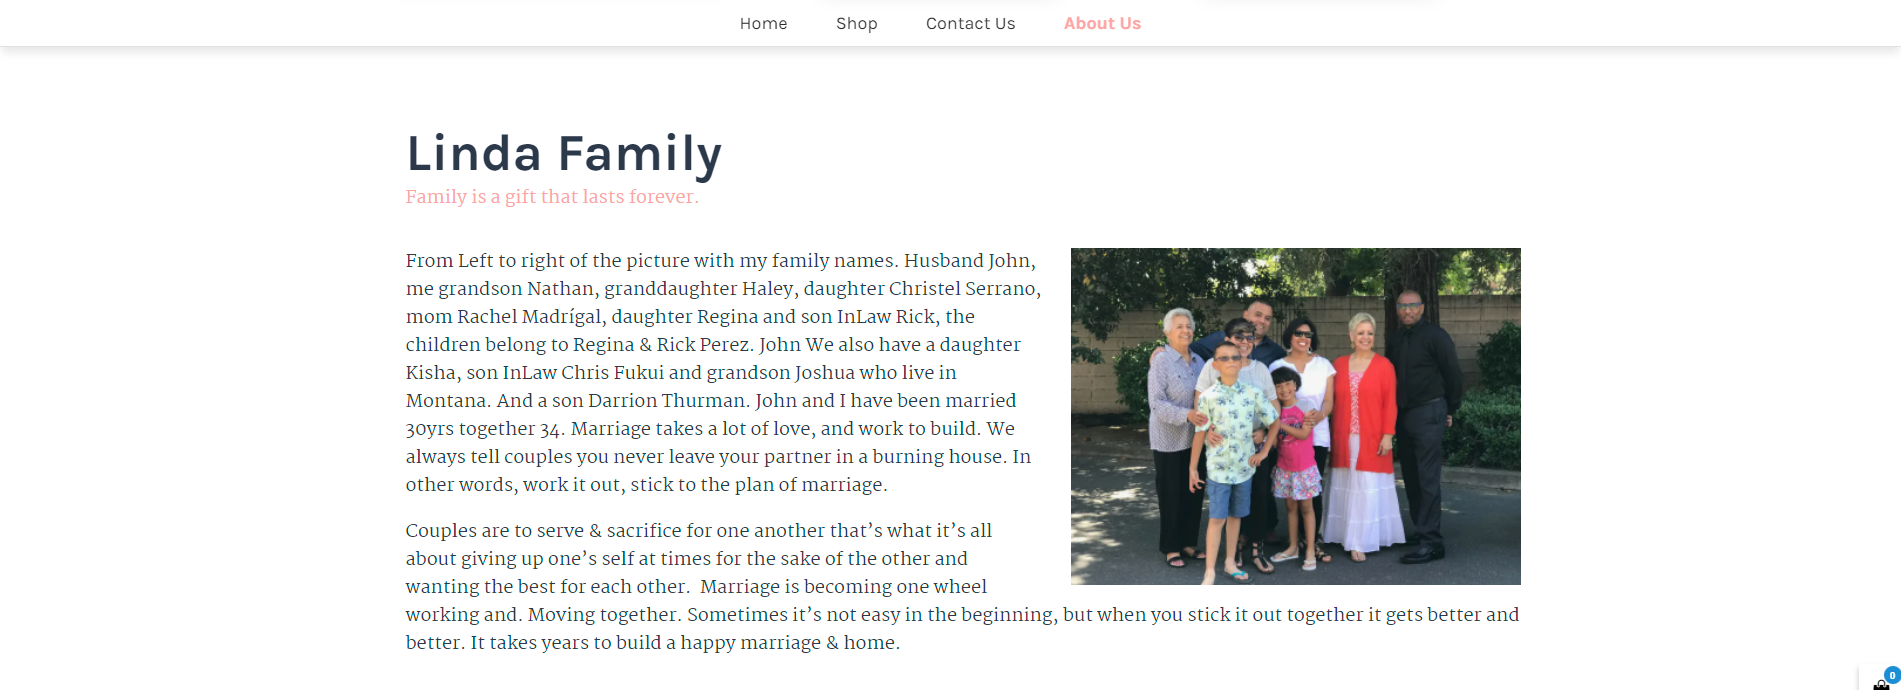 Home Shop Contact Us About Us
Linda Family
Family is a gift that lasts forever.
From Left to right of the picture with my family names. Husband John,
me grandson Nathan, granddaughter Haley, daughter Christel Serrano,
mom Rachel Madrígal, daughter Regina and son InLaw Rick, the
children belong to Regina & Rick Perez. John We also have a daughter
Kisha, son InLaw Chris Fukui and grandson Joshua who live in
Montana. And a son Darrion Thurman. John and I have been married
30yrs together 34. Marriage takes a lot of love, and work to build. We
always tell couples you never leave your partner in a burning house. In
other words, work it out, stick to the plan of marriage.
Couples are to serve & sacrifice for one another that’s what it’s all
about giving up one’s self at times for the sake of the other and
wanting the best for each other.  Marriage is becoming one wheel
working and. Moving together. Sometimes it’s not easy in the beginning, but when you stick it out together it gets better and
better. It takes years to build a happy marriage & home.
0